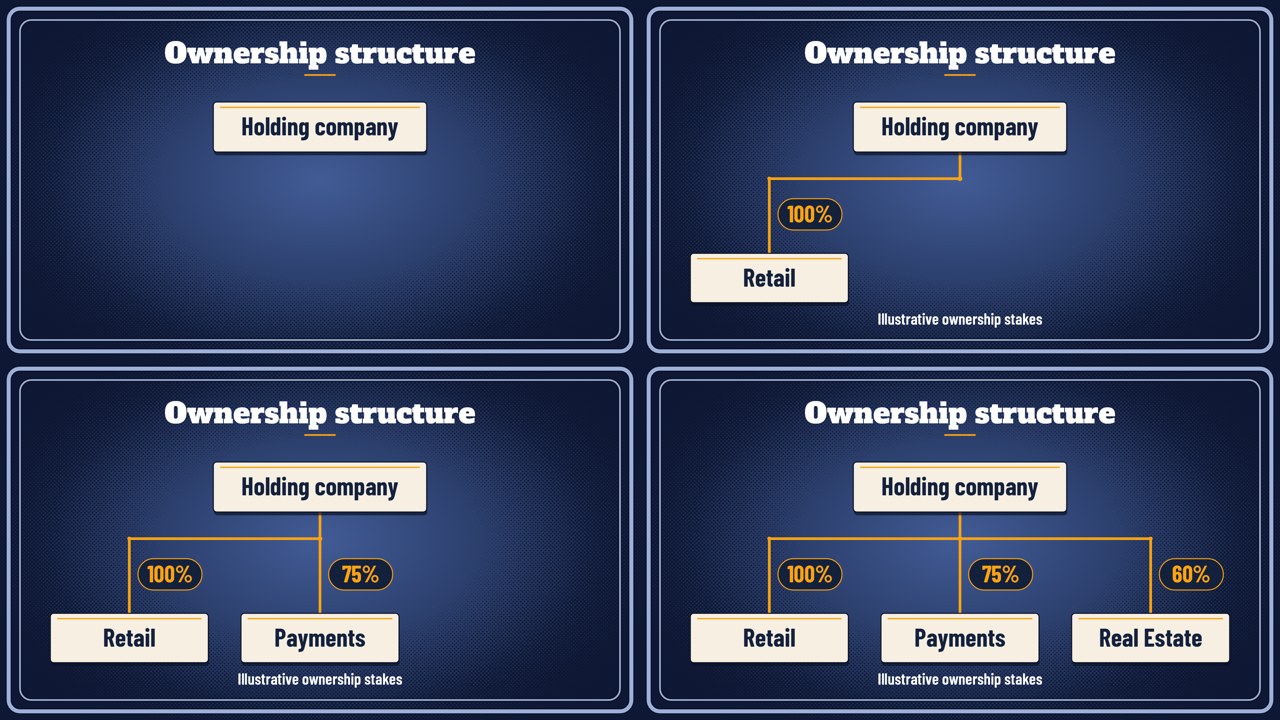 Ownership structure
Holding company
Ownership structure
Holding company
100%
Retail
Illustrative ownership stakes
Ownership structure
Holding company
100% 75%
Retail Payments
Illustrative ownership stakes
Ownership structure
Holding company
100% 75% 60%
Retail Payments Real Estate
Illustrative ownership stakes